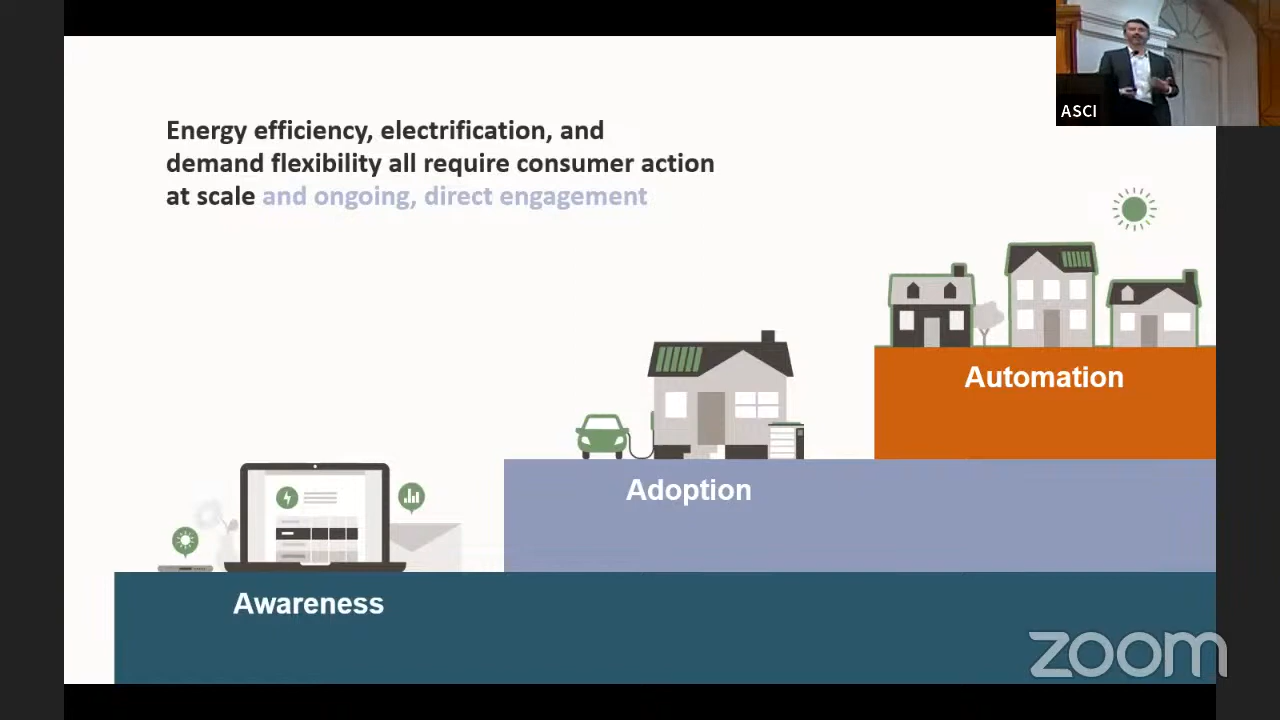 Energy efficiency, electrification, and
demand flexibility all require consumer action
at scale and ongoing, direct engagement
ASCI
Automation
Adoption
Awareness
zoom